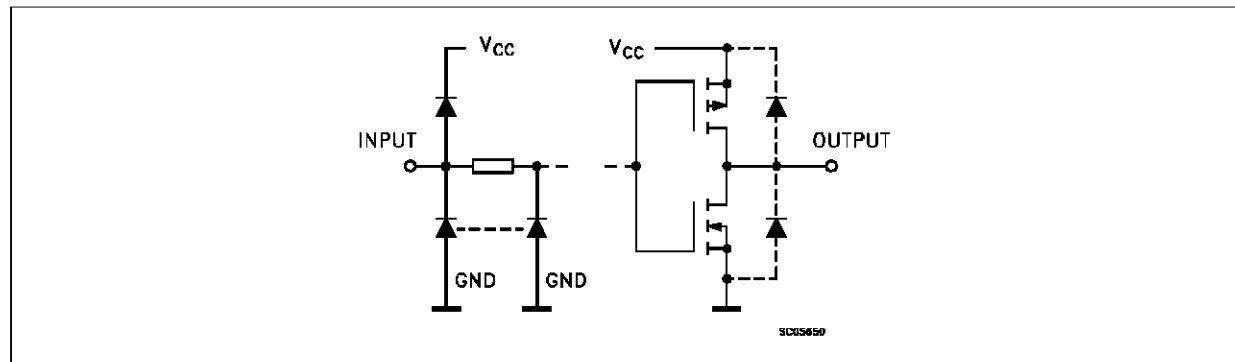 VCC
VCC
INPUT
OUTPUT
GND
GND
SC05650